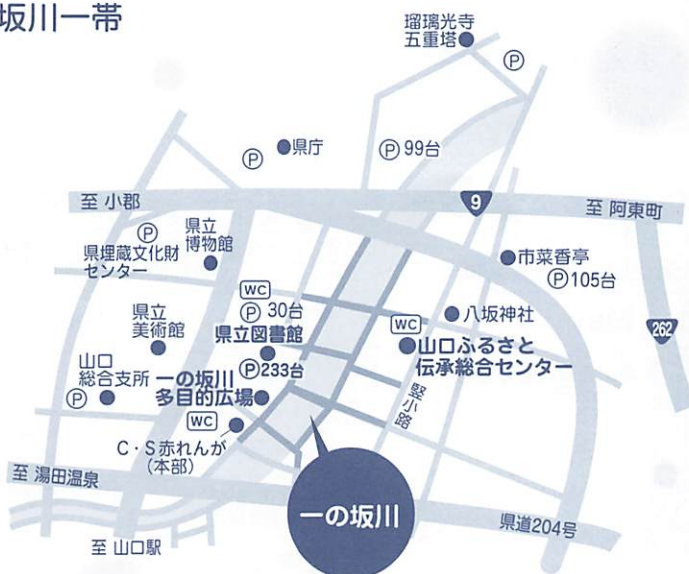 坂川一帯
瑠璃光寺
五重塔
P
県庁
P
P 99台
至 小郡
9
至 阿東町
P
県埋蔵文化財
センター
県立
博物館
市菜香亭
P 105台
WC
P 30台
県立図書館
P 233台
八坂神社
WC
山口ふるさと
伝承総合センター
262
県立
美術館
山口
総合支所
P
一の坂川
多目的広場
WC
C・S赤れんが
(本部)
竪小路
至 湯田温泉
一の坂川
県道204号
至 山口駅